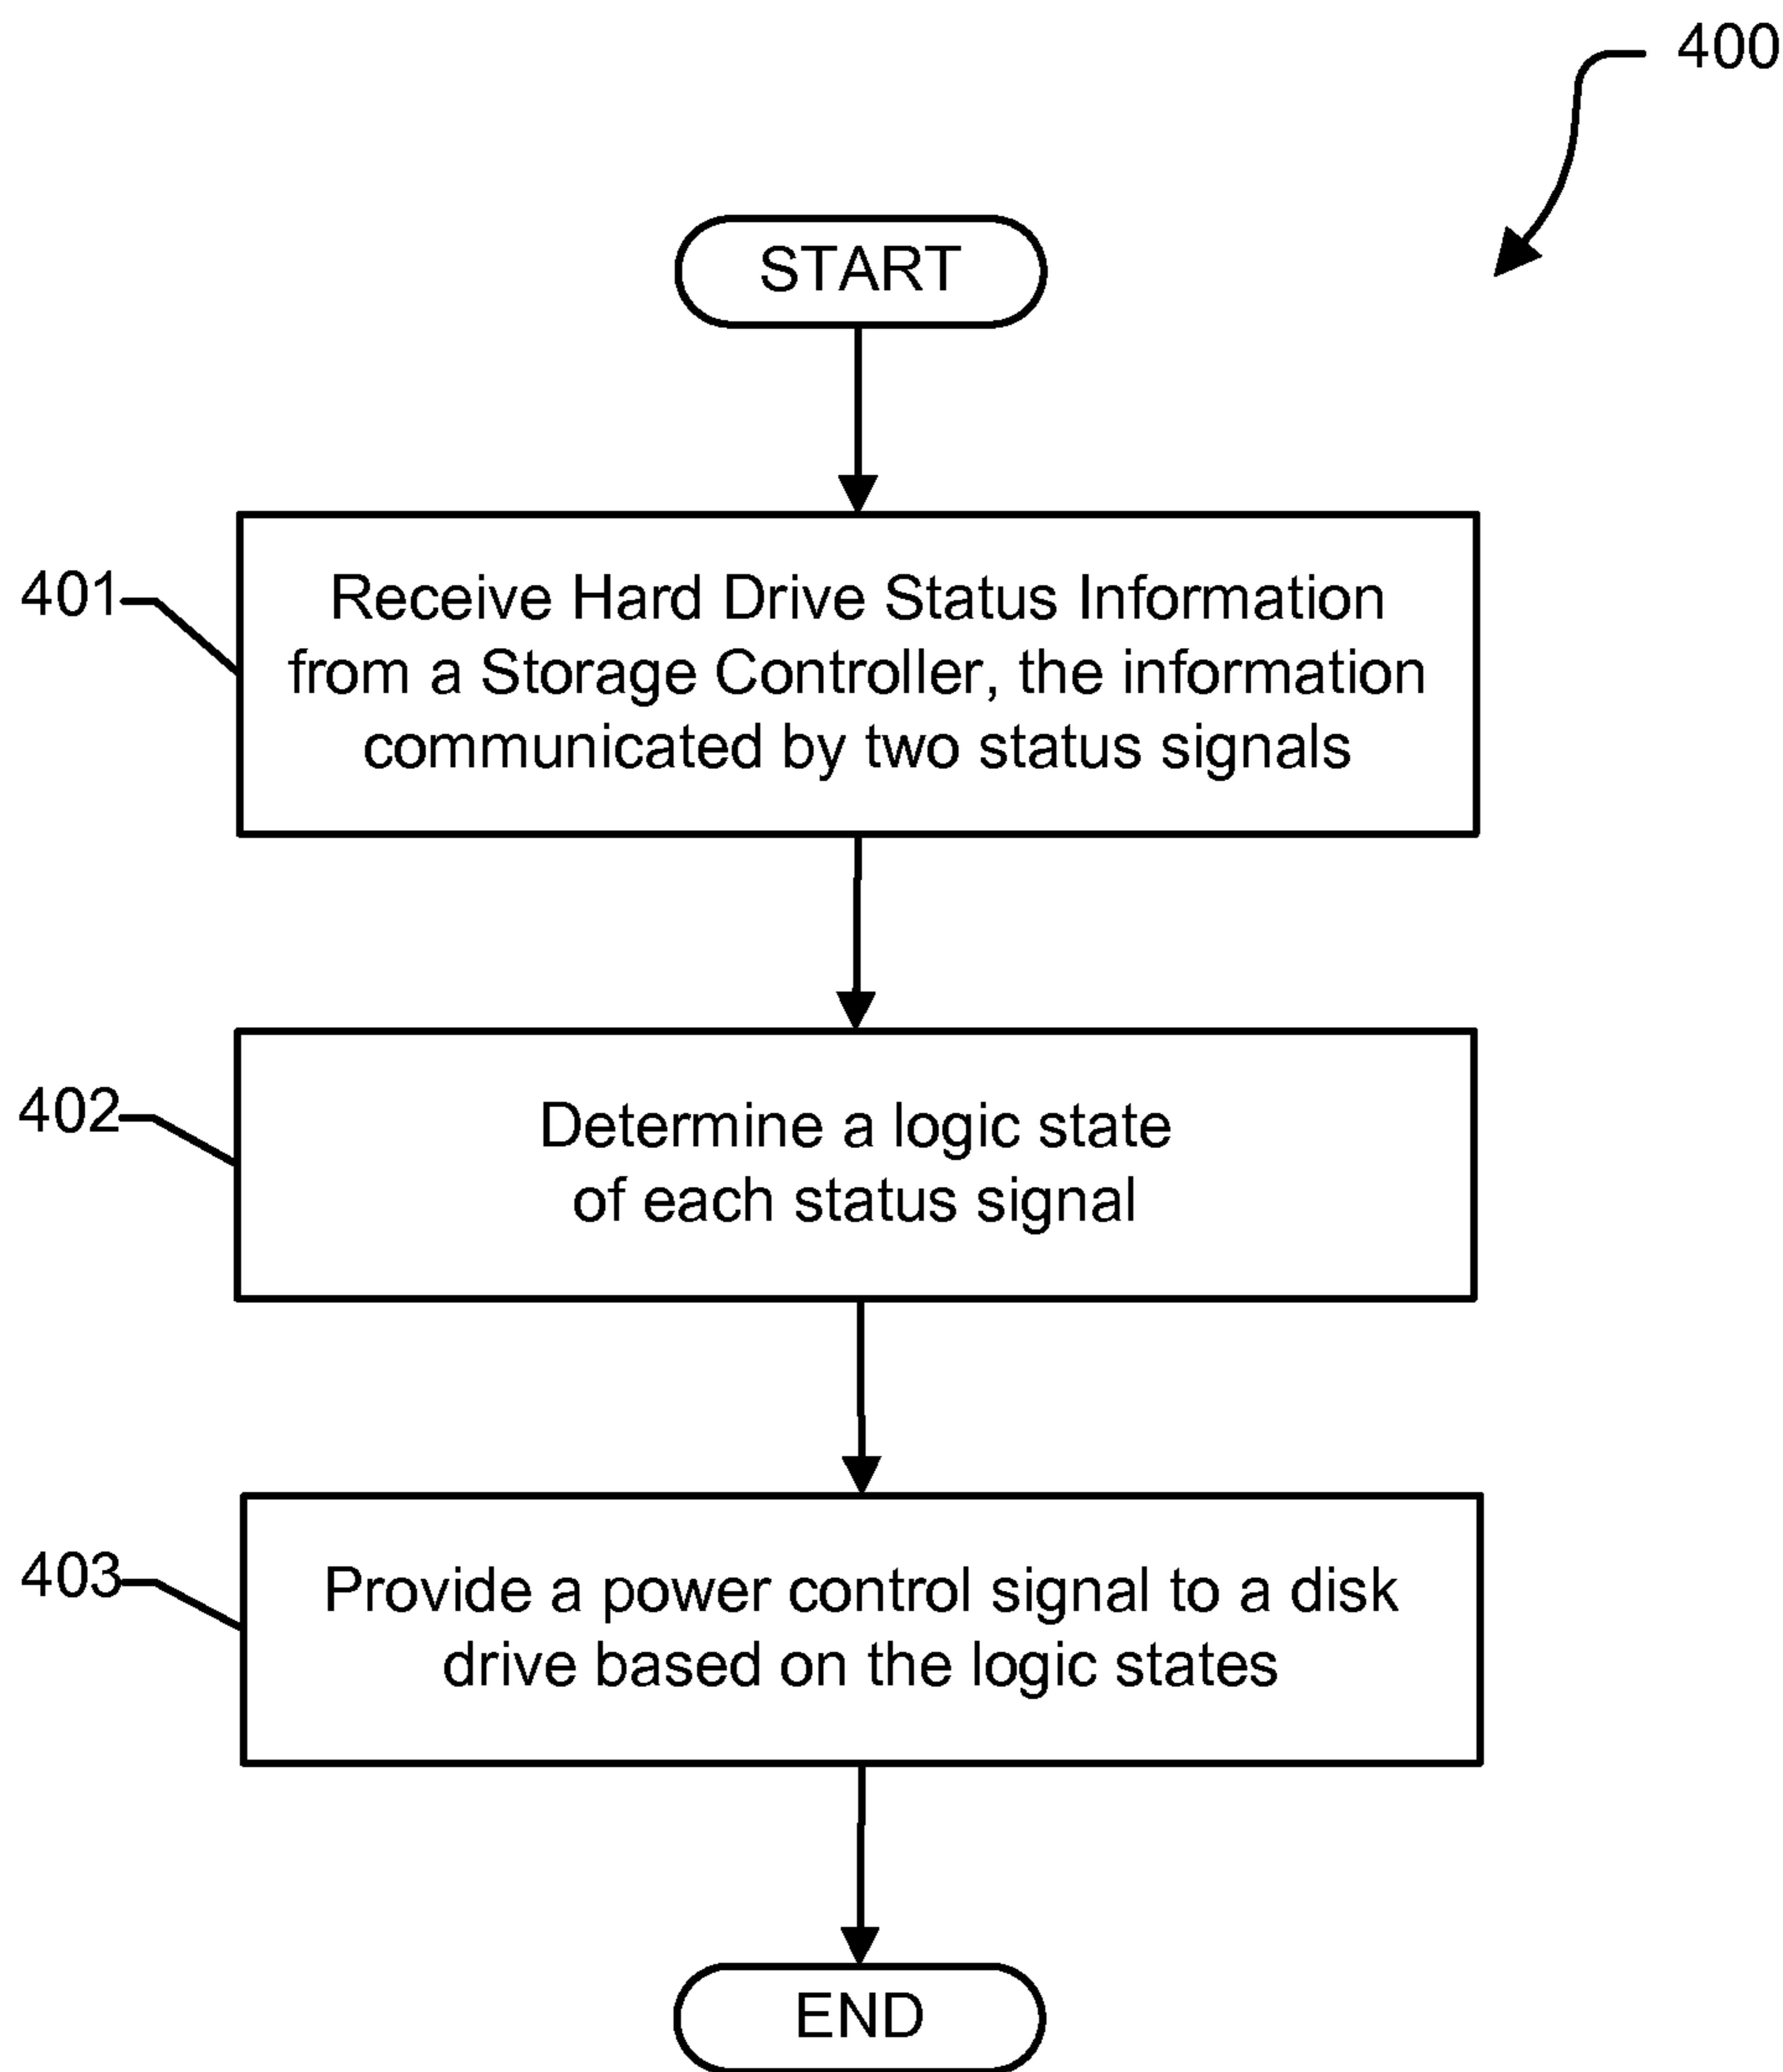 400
START
401
Receive Hard Drive Status Information
from a Storage Controller, the information
communicated by two status signals
402
Determine a logic state
of each status signal
403
Provide a power control signal to a disk
drive based on the logic states
END